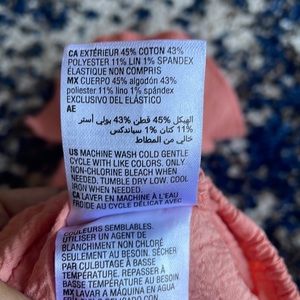 CA EXTÉRIEUR 45% COTON 43%
POLYESTER 11% LIN 1% SPANDEX
ÉLASTIQUE NON COMPRIS
MX CUERPO 45% algodón 43%
poliester 11% lino 1% spandex
EXCLUSIVO DEL ELÁSTICO
AE
الهيكل 45% قطن 43% بولي أستر
11% كتان 1% سباندكس
خالي من المطاط
US MACHINE WASH COLD GENTLE
CYCLE WITH LIKE COLORS. ONLY
NON-CHLORINE BLEACH WHEN
NEEDED. TUMBLE DRY LOW. COOL
IRON WHEN NEEDED.
CA LAVER EN MACHINE À L'EAU
FROIDE AU CYCLE DÉLICAT AVEC
COULEURS SEMBLABLES.
UTILISER UN AGENT DE
BLANCHIMENT NON CHLORÉ
SEULEMENT AU BESOIN. SÉCHER
PAR CULBUTAGE À BASSE
TEMPÉRATURE. REPASSER À
BASSE TEMPÉRATURE AU BESOIN.
MX LAVAR A MÁQUINA EN AGUA